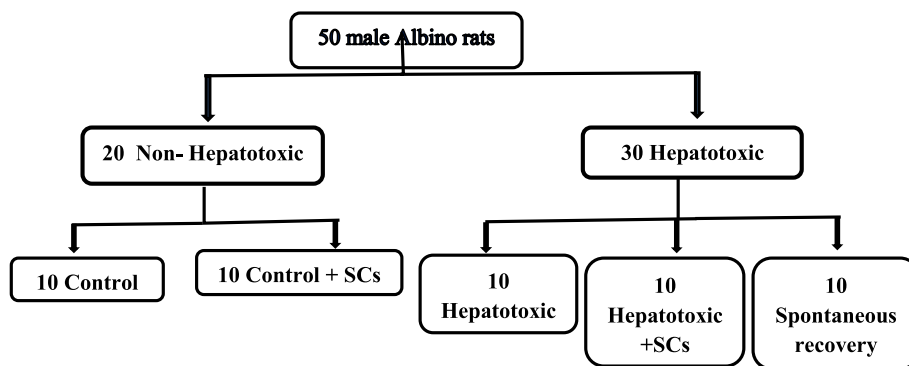 50 male Albino rats
20 Non- Hepatotoxic
30 Hepatotoxic
10 Control
10 Control + SCs
10
Hepatotoxic
10
Hepatotoxic
+SCs
10
Spontaneous
recovery